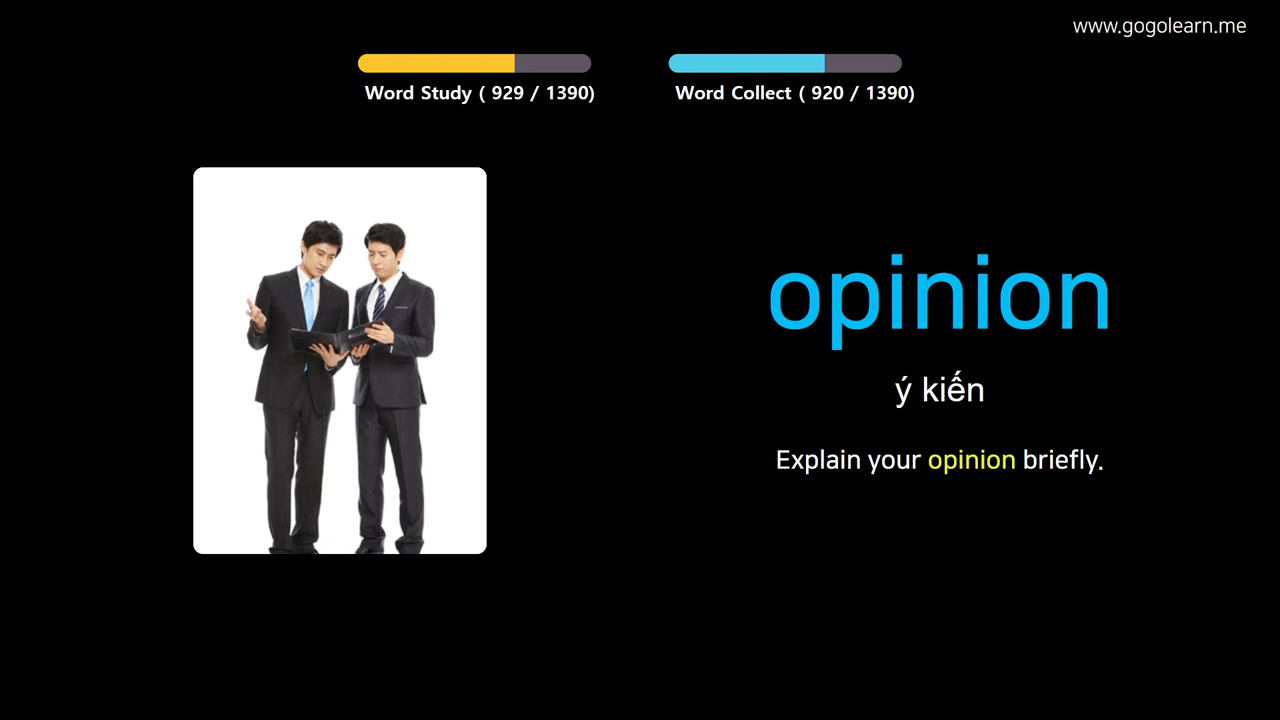 www.gogolearn.me
Word Study ( 929 / 1390)
Word Collect ( 920 / 1390)
opinion
ý kiến
Explain your opinion briefly.